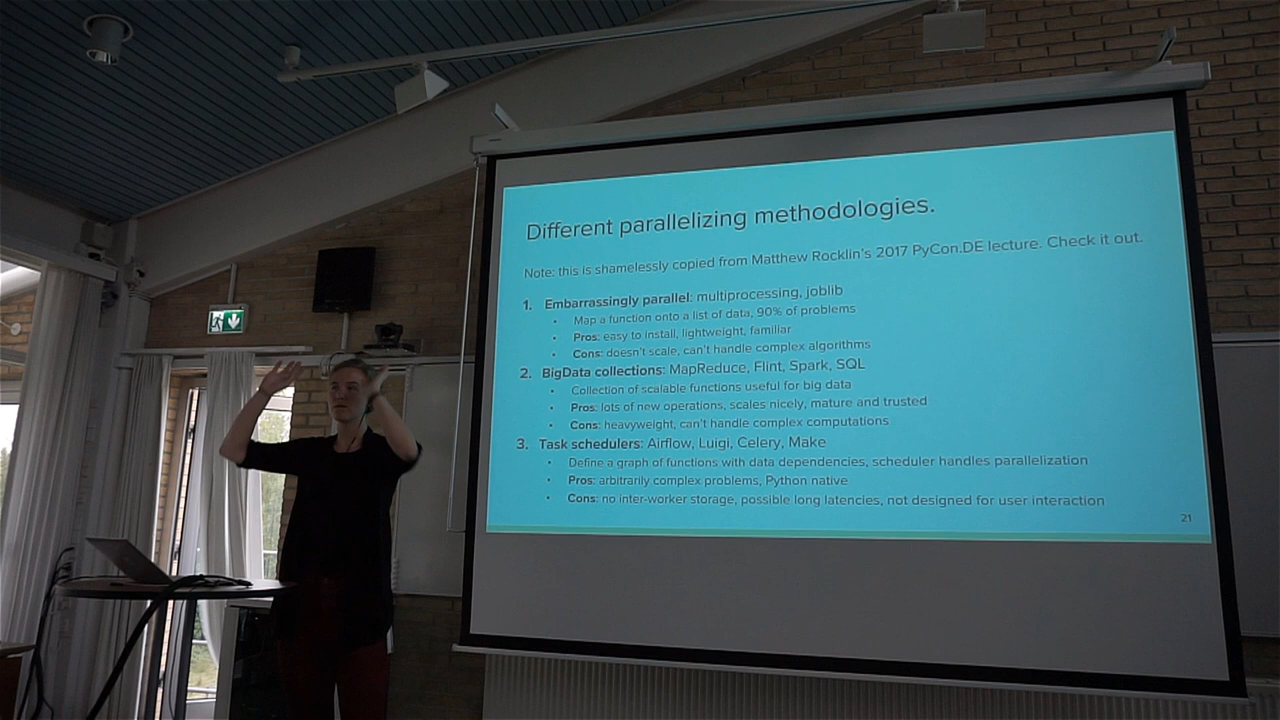 Different parallelizing methodologies.
Note: this is shamelessly copied from Matthew Rocklin's 2017 PyCon.DE lecture. Check it out.
1. Embarrassingly parallel: multiprocessing, joblib
• Map a function onto a list of data, 90% of problems
• Pros: easy to install, lightweight, familiar
• Cons: doesn't scale, can't handle complex algorithms
2. BigData collections: MapReduce, Flint, Spark, SQL
• Collection of scalable functions useful for big data
• Pros: lots of new operations, scales nicely, mature and trusted
• Cons: heavyweight, can't handle complex computations
3. Task schedulers: Airflow, Luigi, Celery, Make
• Define a graph of functions with data dependencies, scheduler handles parallelization
• Pros: arbitrarily complex problems, Python native
• Cons: no inter-worker storage, possible long latencies, not designed for user interaction
21